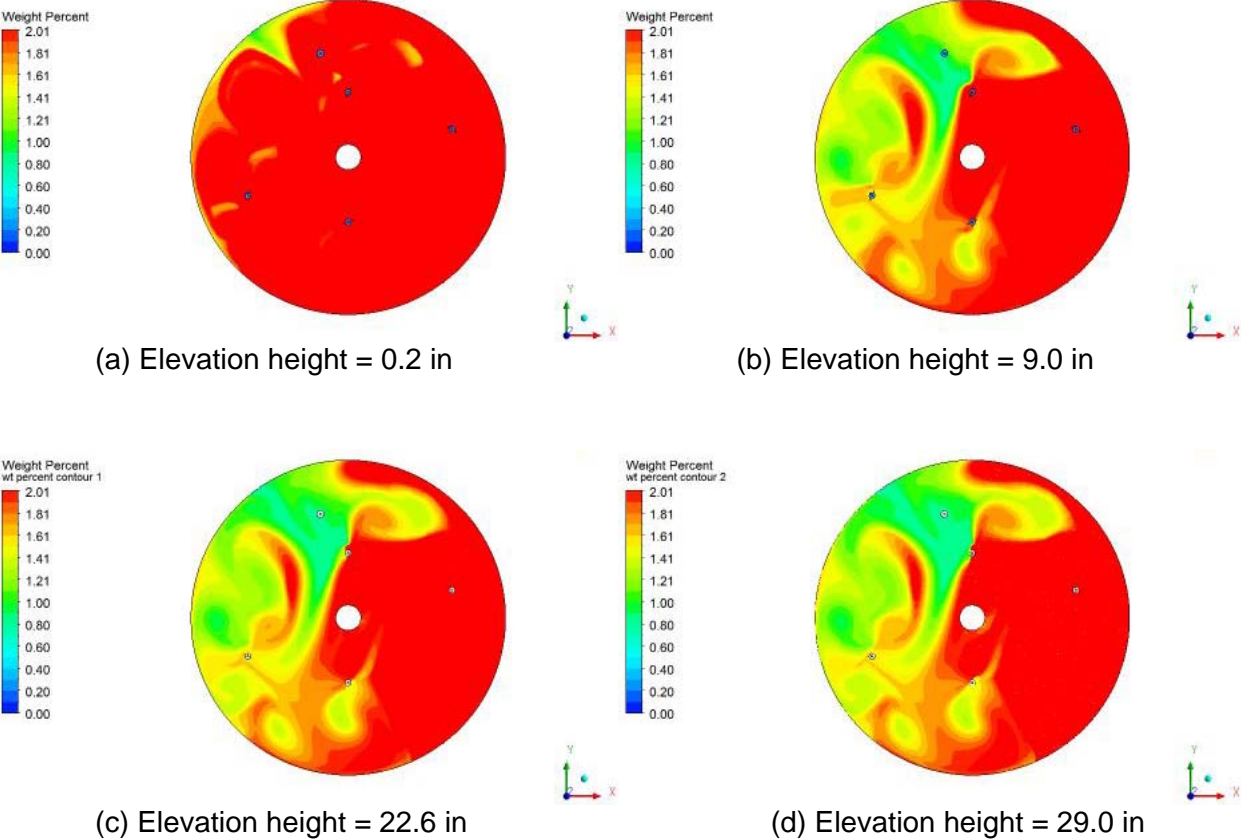 Weight Percent
2.01
1.81
1.61
1.41
1.21
1.00
0.80
0.60
0.40
0.20
0.00
Y
X
Z
(a) Elevation height = 0.2 in
Weight Percent
2.01
1.81
1.61
1.41
1.21
1.00
0.80
0.60
0.40
0.20
0.00
Y
X
Z
(b) Elevation height = 9.0 in
Weight Percent
wt percent contour 1
2.01
1.81
1.61
1.41
1.21
1.00
0.80
0.60
0.40
0.20
0.00
Y
X
Z
(c) Elevation height = 22.6 in
Weight Percent
wt percent contour 2
2.01
1.81
1.61
1.41
1.21
1.00
0.80
0.60
0.40
0.20
0.00
Y
X
Z
(d) Elevation height = 29.0 in